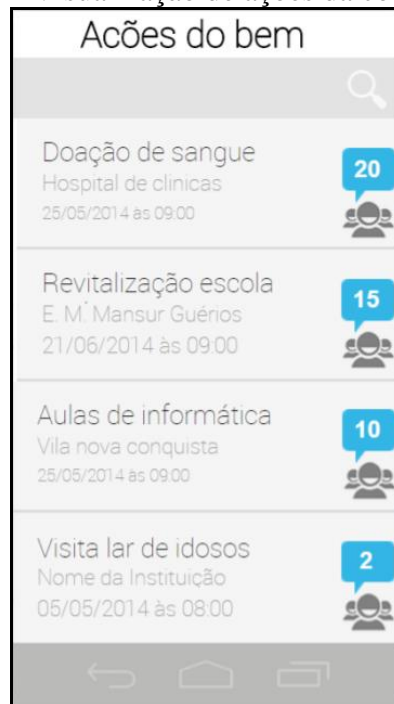 Acões do bem
Doação de sangue
Hospital de clinicas
25/05/2014 às 09:00
20
Revitalização escola
E. M. Mansur Guérios
21/06/2014 às 09:00
15
Aulas de informática
Vila nova conquista
25/05/2014 às 09:00
10
Visita lar de idosos
Nome da Instituição
05/05/2014 às 08:00
2